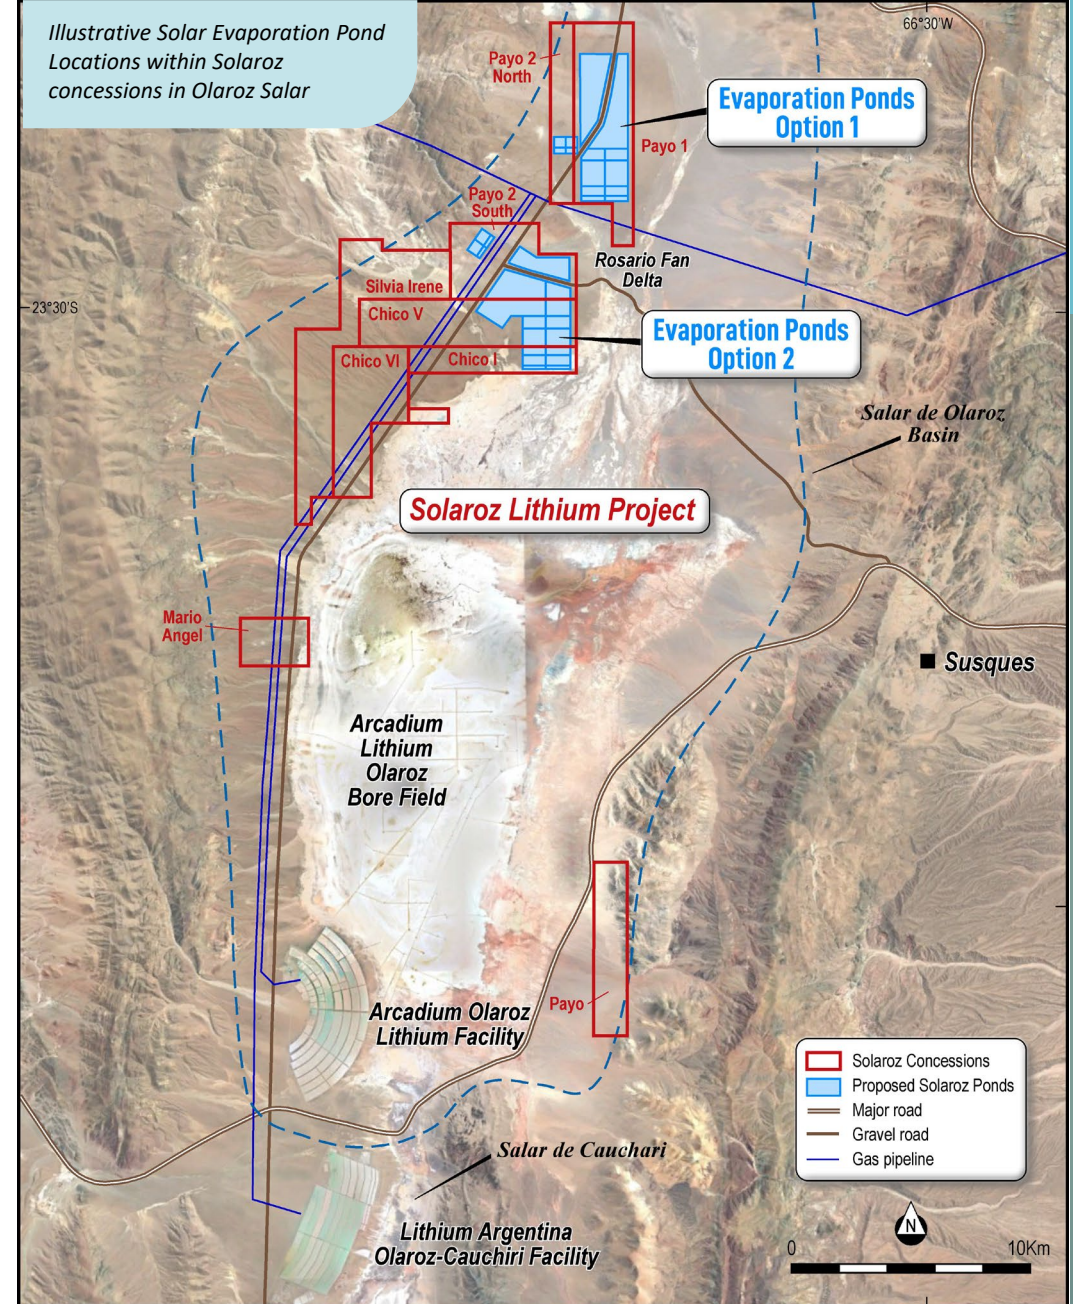 Illustrative Solar Evaporation Pond
Locations within Solaroz
concessions in Olaroz Salar
66°30'W
Payo 2
North
Evaporation Ponds
Option 1
Payo 1
Payo 2
South
Rosario Fan
Delta
Silvia Irene
23°30'S
Chico V
Evaporation Ponds
Option 2
Chico VI
Chico I
Salar de Olaroz
Basin
Solaroz Lithium Project
Mario
Angel
Susques
Arcadium
Lithium
Olaroz
Bore Field
Payo
Arcadium Olaroz
Lithium Facility
Solaroz Concessions
Proposed Solaroz Ponds
Major road
Gravel road
Gas pipeline
Salar de Cauchari
Lithium Argentina
Olaroz-Cauchiri Facility
N
0 10Km